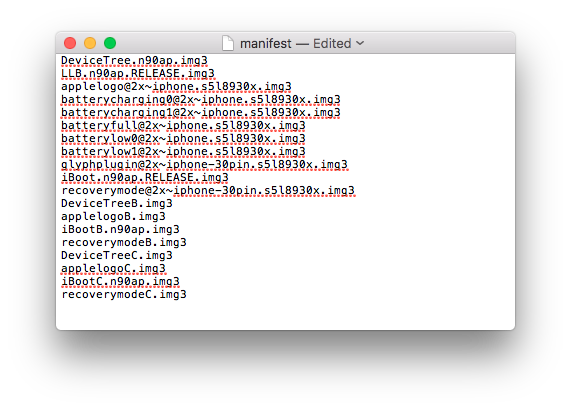 manifest — Edited
DeviceTree.n90ap.img3
LLB.n90ap.RELEASE.img3
applelogo@2x~iphone.s5l8930x.img3
batterycharging0@2x~iphone.s5l8930x.img3
batterycharging1@2x~iphone.s5l8930x.img3
batteryfull@2x~iphone.s5l8930x.img3
batterylow0@2x~iphone.s5l8930x.img3
batterylow1@2x~iphone.s5l8930x.img3
glyphplugin@2x~iphone-30pin.s5l8930x.img3
iBoot.n90ap.RELEASE.img3
recoverymode@2x~iphone-30pin.s5l8930x.img3
DeviceTreeB.img3
applelogoB.img3
iBootB.n90ap.img3
recoverymodeB.img3
DeviceTreeC.img3
applelogoC.img3
iBootC.n90ap.img3
recoverymodeC.img3